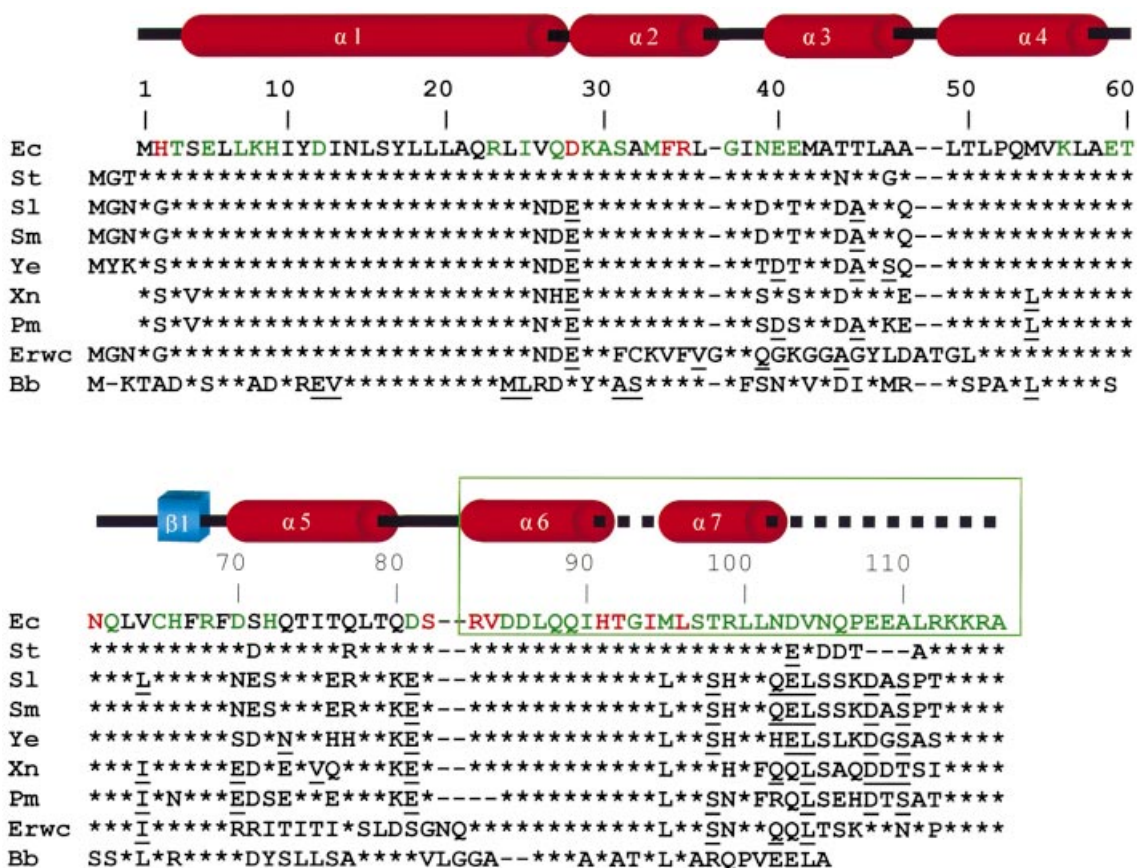 α1 α2 α3 α4
1 10 20 30 40 50 60
Ec MHTSELLKHIYDINLSYLLLAQRLIVQDKASAMFRL-GINEEMATTLAA--LTLPQMVKLAET
St MGT************************************-*******N**G*--************
Sl MGN*G***********************NDE********-**D*T**DA**Q--************
Sm MGN*G***********************NDE********-**D*T**DA**Q--************
Ye MYK*S***********************NDE********-**TDT**DA*SQ--************
Xn *S*V*********************NHE********-**S*S**D***E--*****L******
Pm *S*V*********************N*E********-**SDS**DA*KE--*****L******
Erwc MGN*G***********************NDE**FCKVFVG**QGKGGAGYLDATGL**********
Bb M-KTAD*S**AD*REV**********MLRD*Y*AS****-*FSN*V*DI*MR--*SPA*L****S
β1 α5 α6 α7
70 80 90 100 110
Ec NQLVCHFRFDSHQTITQLTQDS--RVDDLQQIHTGIMLSTRLLNDVNQPEEALRKKRA
St **********D*****R*****--********************E*DDT---A*****
Sl ***L*****NES***ER**KE*--************L**SH**QELSSKDASPT****
Sm *********NES***ER**KE*--************L**SH**QELSSKDASPT****
Ye *********SD*N**HH**KE*--************L**SH**HELSLKDGSAS****
Xn ***I*****ED*E*VQ***KE*--************L***H*FQQLSAQDDTSI****
Pm ***I*N***EDSE**E***KE*----**********L**SN*FRQLSEHDTSAT****
Erwc ***I*****RRITITI*SLDSGNQ************L**SN**QQLTSK**N*P****
Bb SS*L*R****DYSLLSA****VLGGA--***A*AT*L*ARQPVEELA